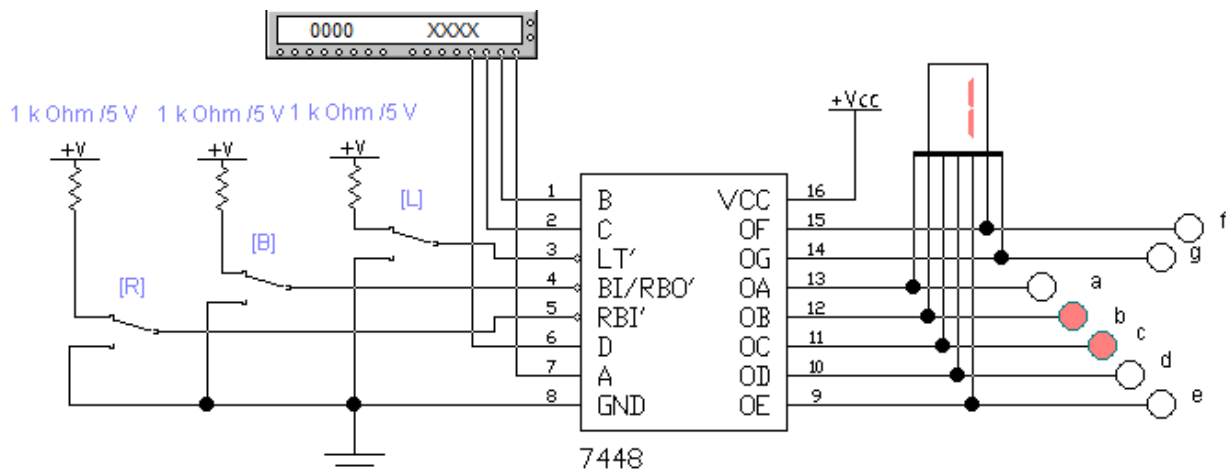 0000 XXXX
1 k Ohm /5 V 1 k Ohm /5 V 1 k Ohm /5 V
+V +V +V
[L]
[B]
[R]
+Vcc
1 B VCC 16
2 C OF 15
3 LT' OG 14
4 BI/RBO' OA 13
5 RBI' OB 12
6 D OC 11
7 A OD 10
8 GND OE 9
7448
1
f
g
a
b
c
d
e